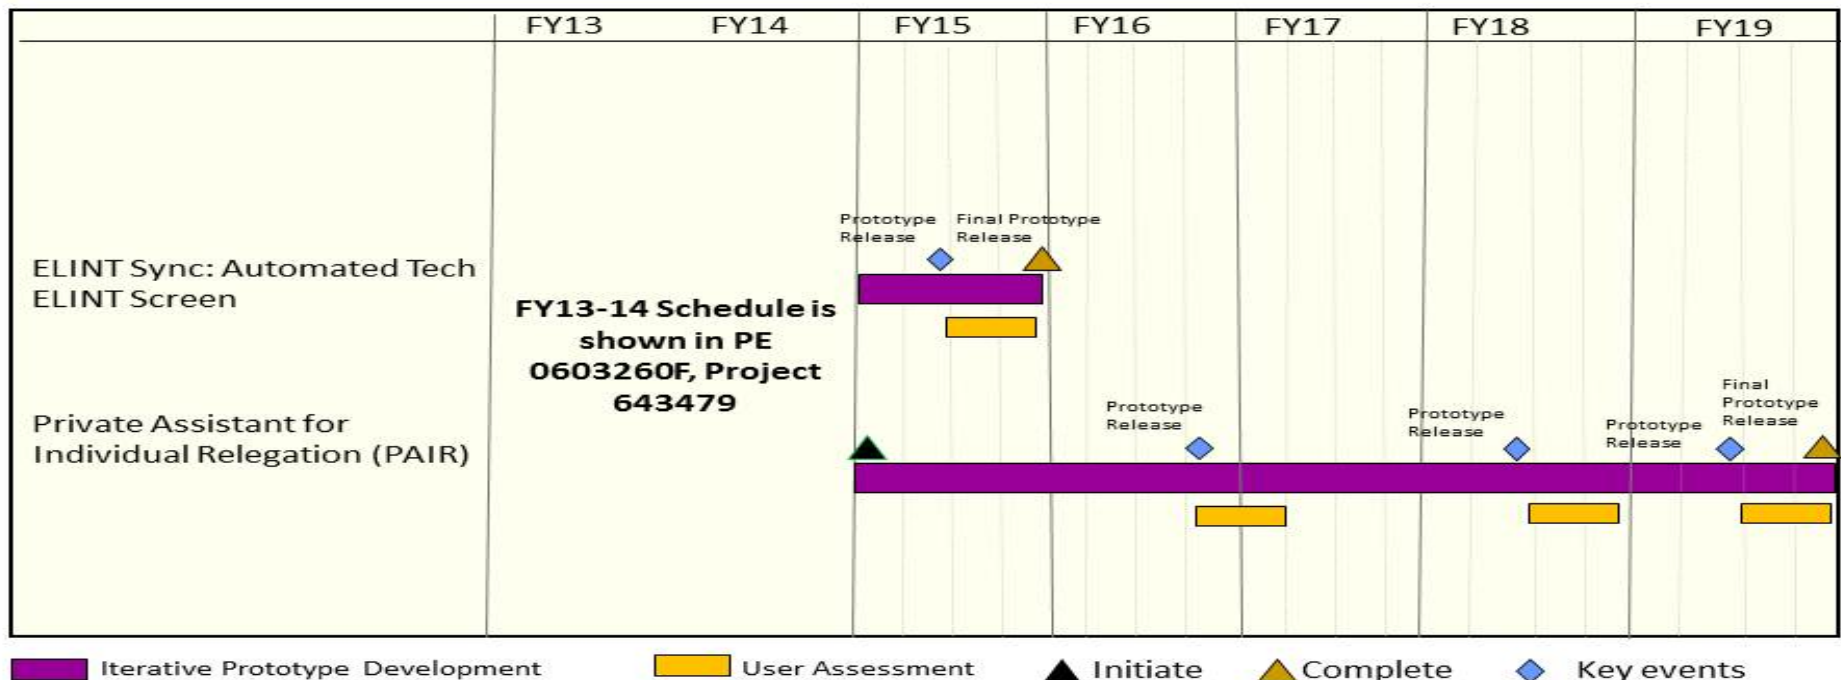 FY13 FY14 FY15 FY16 FY17 FY18 FY19
Prototype
Release
Final Prototype
Release
ELINT Sync: Automated Tech
ELINT Screen
FY13-14 Schedule is
shown in PE
0603260F, Project
643479
Private Assistant for
Individual Relegation (PAIR)
Prototype
Release
Prototype
Release
Prototype
Release
Final
Prototype
Release
Iterative Prototype Development
User Assessment
Initiate
Complete
Key events